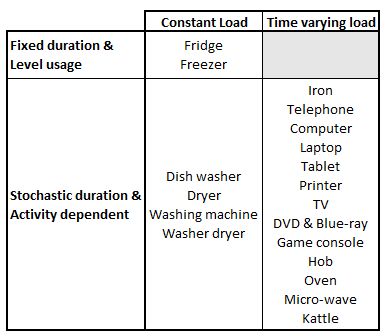 Constant Load Time varying load
Fixed duration &
Level usage
Fridge
Freezer
Stochastic duration &
Activity dependent
Dish washer
Dryer
Washing machine
Washer dryer
Iron
Telephone
Computer
Laptop
Tablet
Printer
TV
DVD & Blue-ray
Game console
Hob
Oven
Micro-wave
Kattle